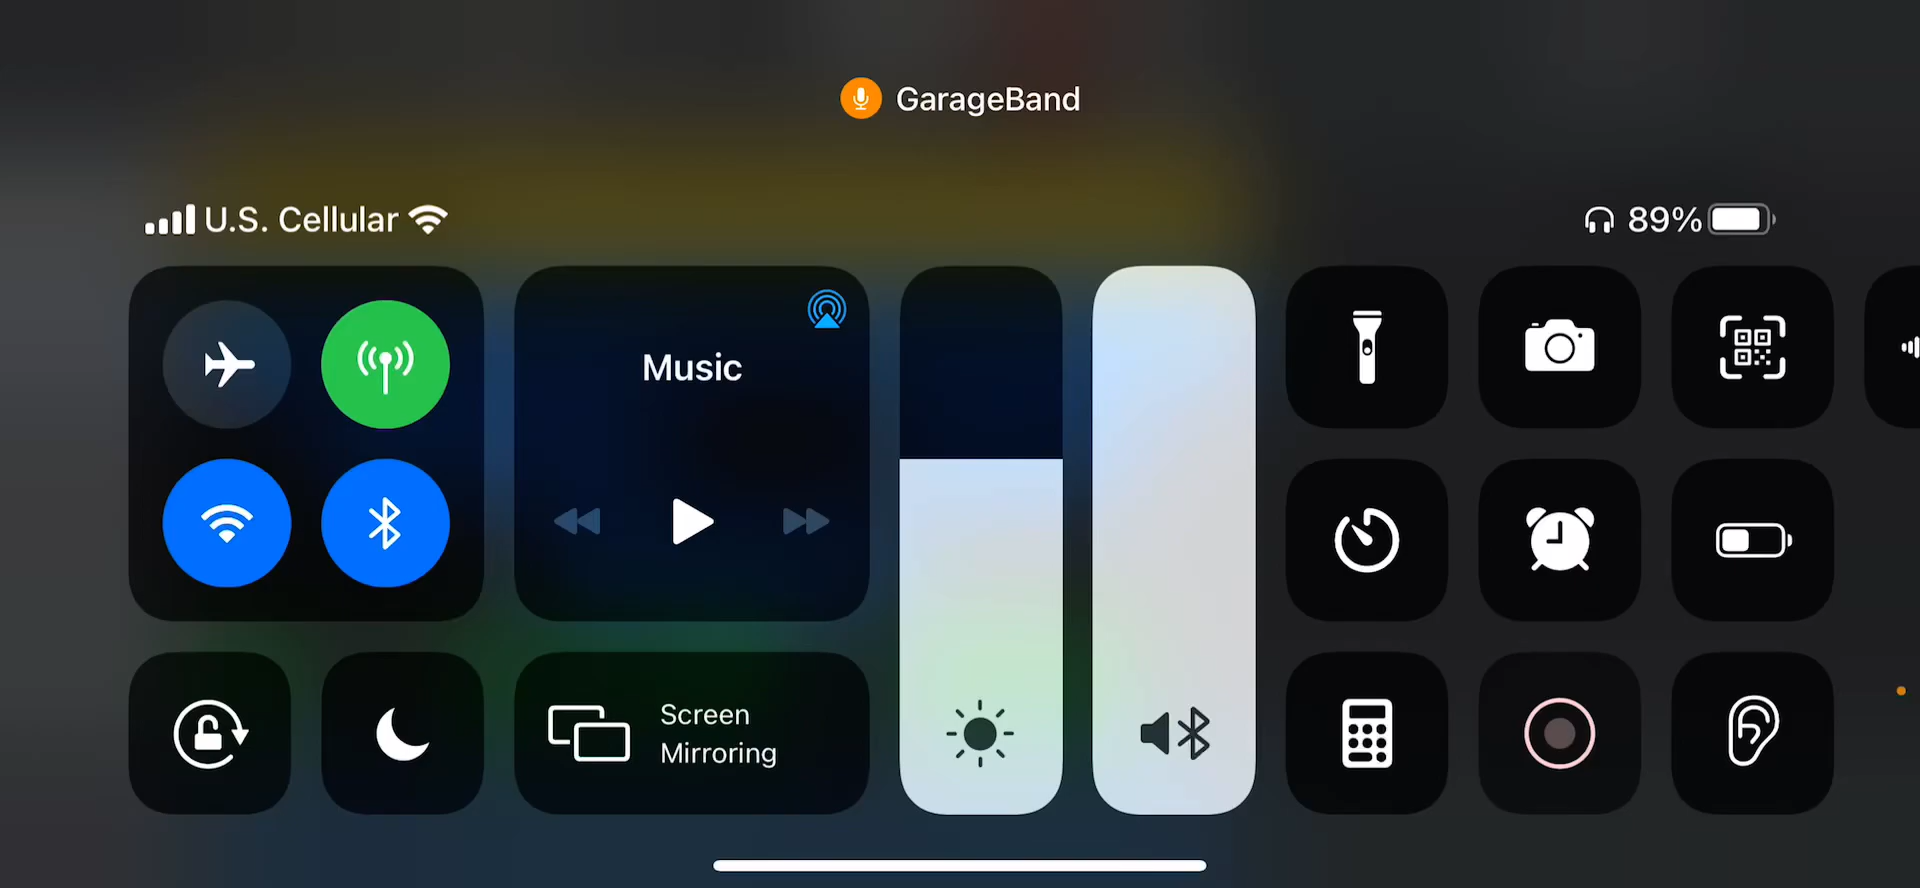 GarageBand
U.S. Cellular
89%
Music
Screen
Mirroring